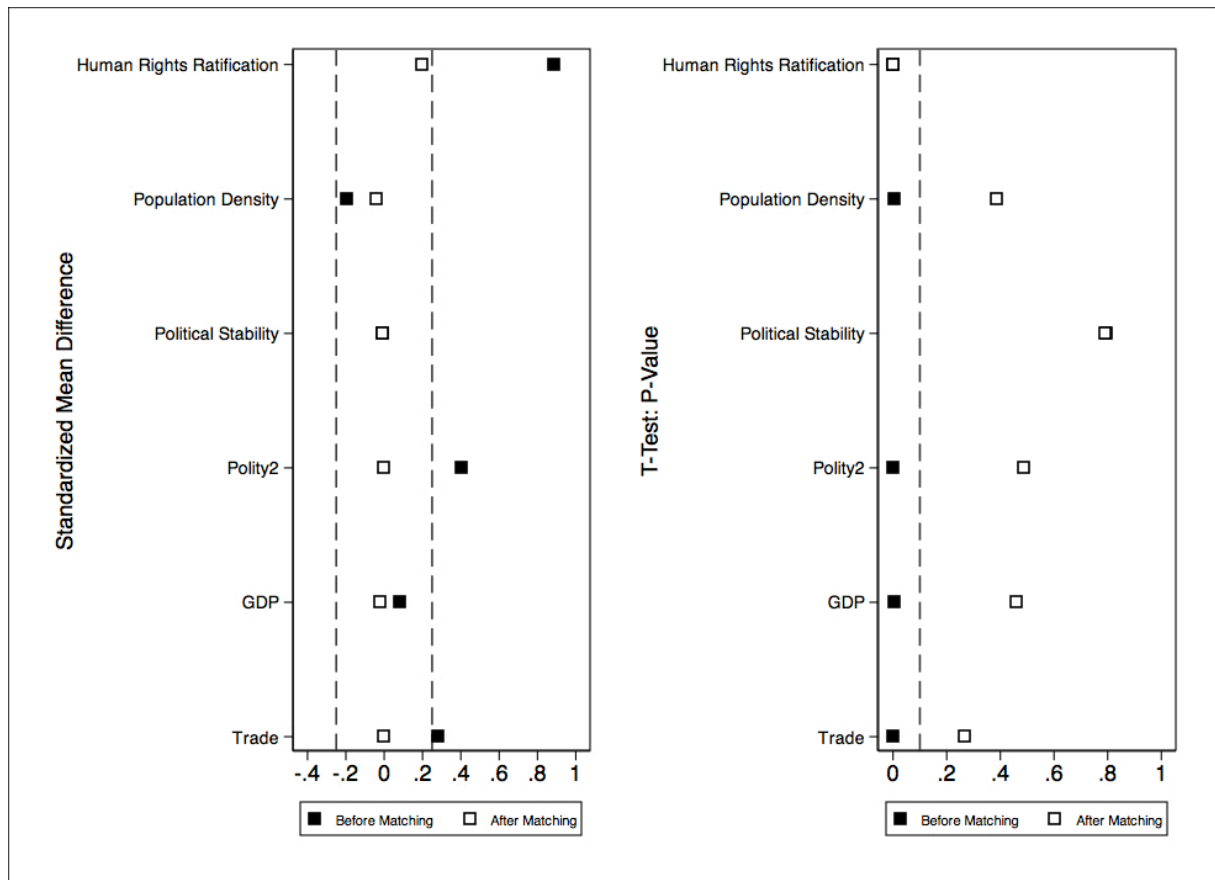 Standardized Mean Difference
Human Rights Ratification
Population Density
Political Stability
Polity2
GDP
Trade
-.4 -.2 0 .2 .4 .6 .8 1
Before Matching After Matching
T-Test: P-Value
Human Rights Ratification
Population Density
Political Stability
Polity2
GDP
Trade
0 .2 .4 .6 .8 1
Before Matching After Matching